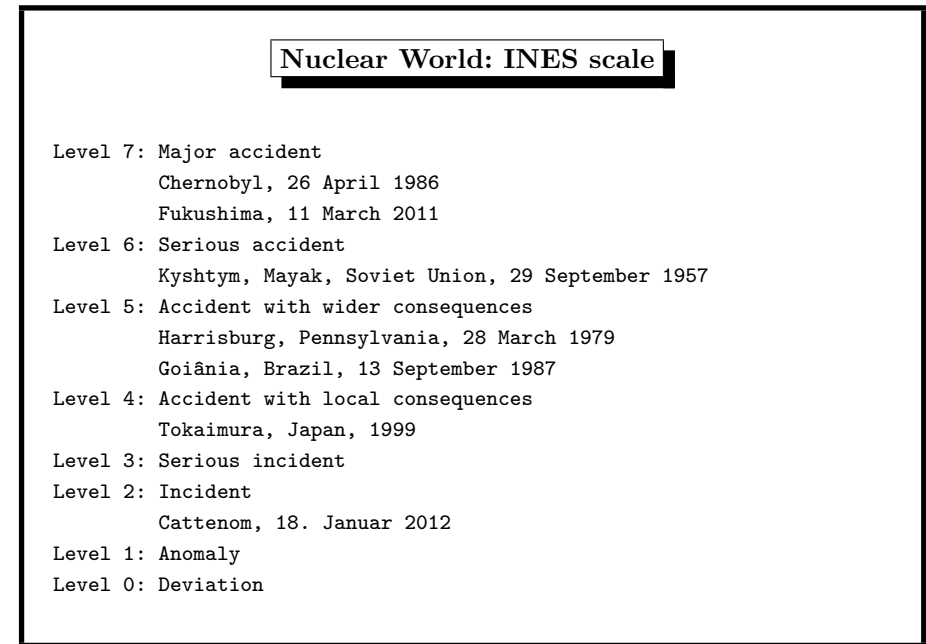 Nuclear World: INES scale
Level 7: Major accident
Chernobyl, 26 April 1986
Fukushima, 11 March 2011
Level 6: Serious accident
Kyshtym, Mayak, Soviet Union, 29 September 1957
Level 5: Accident with wider consequences
Harrisburg, Pennsylvania, 28 March 1979
Goiânia, Brazil, 13 September 1987
Level 4: Accident with local consequences
Tokaimura, Japan, 1999
Level 3: Serious incident
Level 2: Incident
Cattenom, 18. Januar 2012
Level 1: Anomaly
Level 0: Deviation